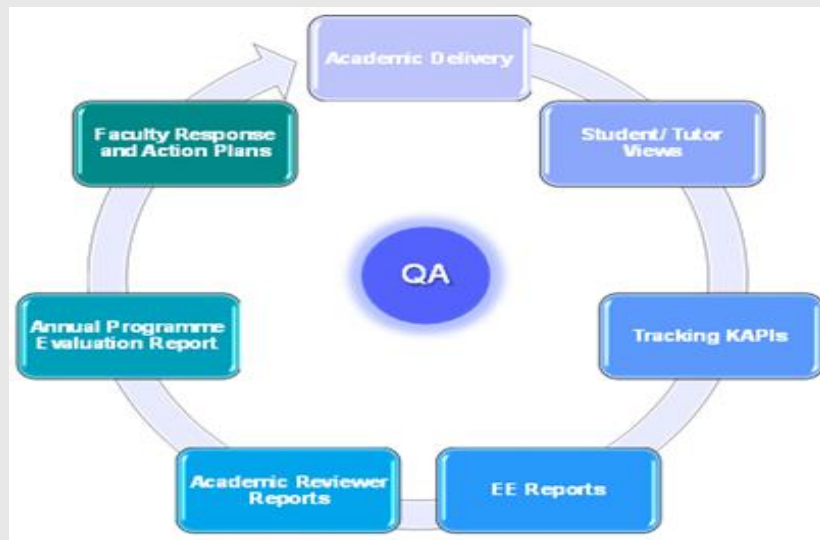 Academic Delivery
Student/ Tutor
Views
Tracking KAPIs
EE Reports
Academic Reviewer
Reports
Annual Programme
Evaluation Report
Faculty Response
and Action Plans
QA